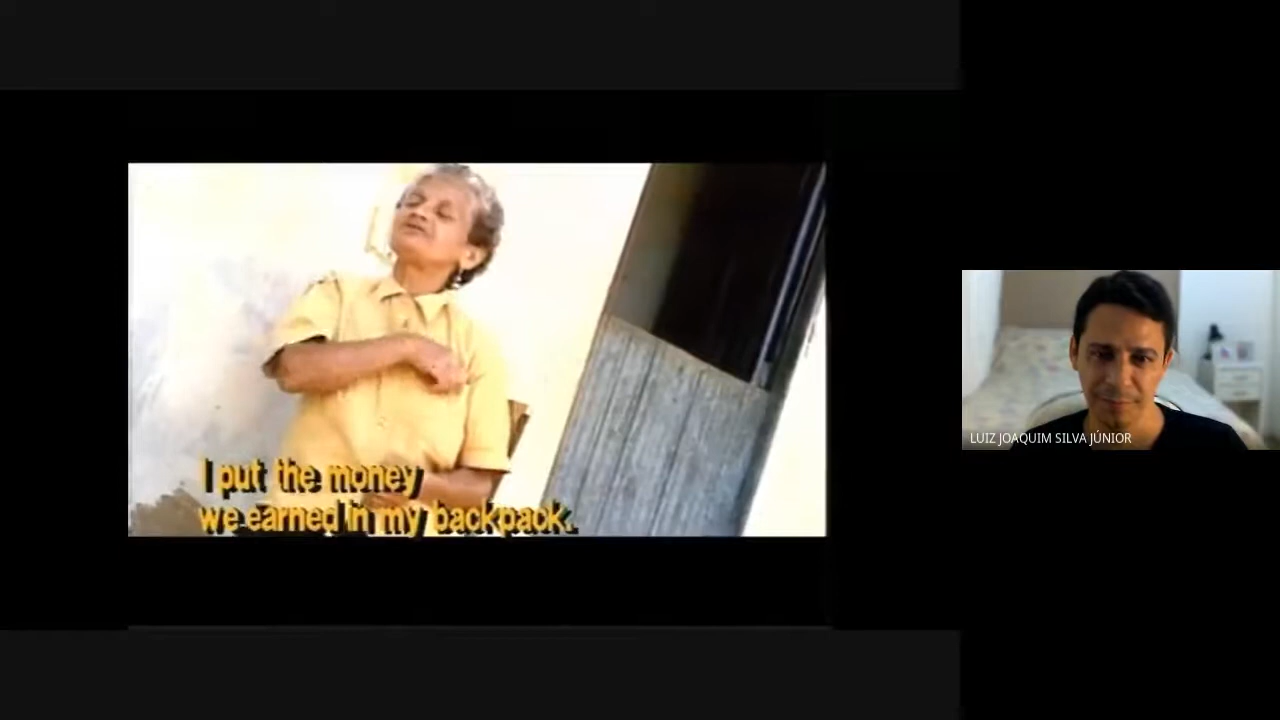 I put the money
we earned in my backpack.
LUIZ JOAQUIM SILVA JÚNIOR